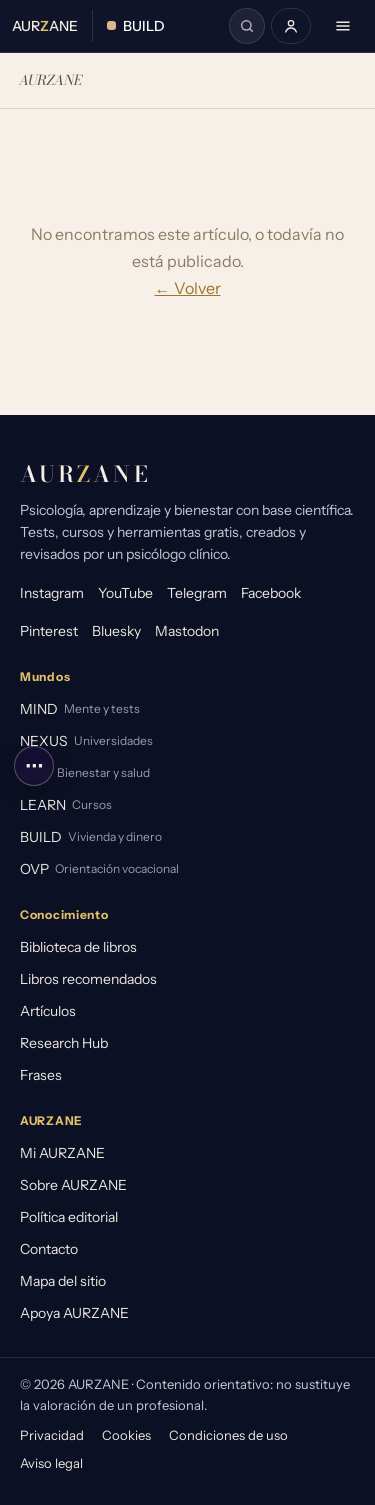 AURZANE
BUILD
AURZANE
No encontramos este artículo, o todavía no
está publicado.
← Volver
AURZANE
Psicología, aprendizaje y bienestar con base científica.
Tests, cursos y herramientas gratis, creados y
revisados por un psicólogo clínico.
Instagram YouTube Telegram Facebook
Pinterest Bluesky Mastodon
Mundos
MIND Mente y tests
NEXUS Universidades
Bienestar y salud
LEARN Cursos
BUILD Vivienda y dinero
OVP Orientación vocacional
Conocimiento
Biblioteca de libros
Libros recomendados
Artículos
Research Hub
Frases
AURZANE
Mi AURZANE
Sobre AURZANE
Política editorial
Contacto
Mapa del sitio
Apoya AURZANE
© 2026 AURZANE · Contenido orientativo: no sustituye
la valoración de un profesional.
Privacidad Cookies Condiciones de uso
Aviso legal